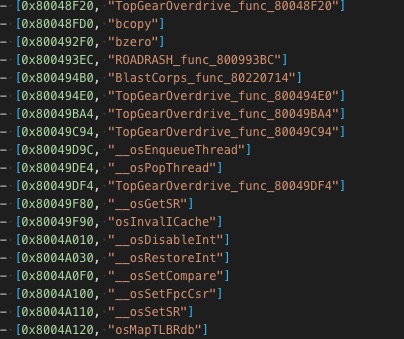 - [0x80048F20, "TopGearOverdrive_func_80048F20"]
- [0x80048FD0, "bcopy"]
- [0x800492F0, "bzero"]
- [0x800493EC, "ROADRASH_func_800993BC"]
- [0x800494B0, "BlastCorps_func_80220714"]
- [0x800494E0, "TopGearOverdrive_func_800494E0"]
- [0x80049BA4, "TopGearOverdrive_func_80049BA4"]
- [0x80049C94, "TopGearOverdrive_func_80049C94"]
- [0x80049D9C, "__osEnqueueThread"]
- [0x80049DE4, "__osPopThread"]
- [0x80049DF4, "TopGearOverdrive_func_80049DF4"]
- [0x80049F80, "__osGetSR"]
- [0x80049F90, "osInvalICache"]
- [0x8004A010, "__osDisableInt"]
- [0x8004A030, "__osRestoreInt"]
- [0x8004A0F0, "__osSetCompare"]
- [0x8004A100, "__osSetFpcCsr"]
- [0x8004A110, "__osSetSR"]
- [0x8004A120, "osMapTLBRdb"]